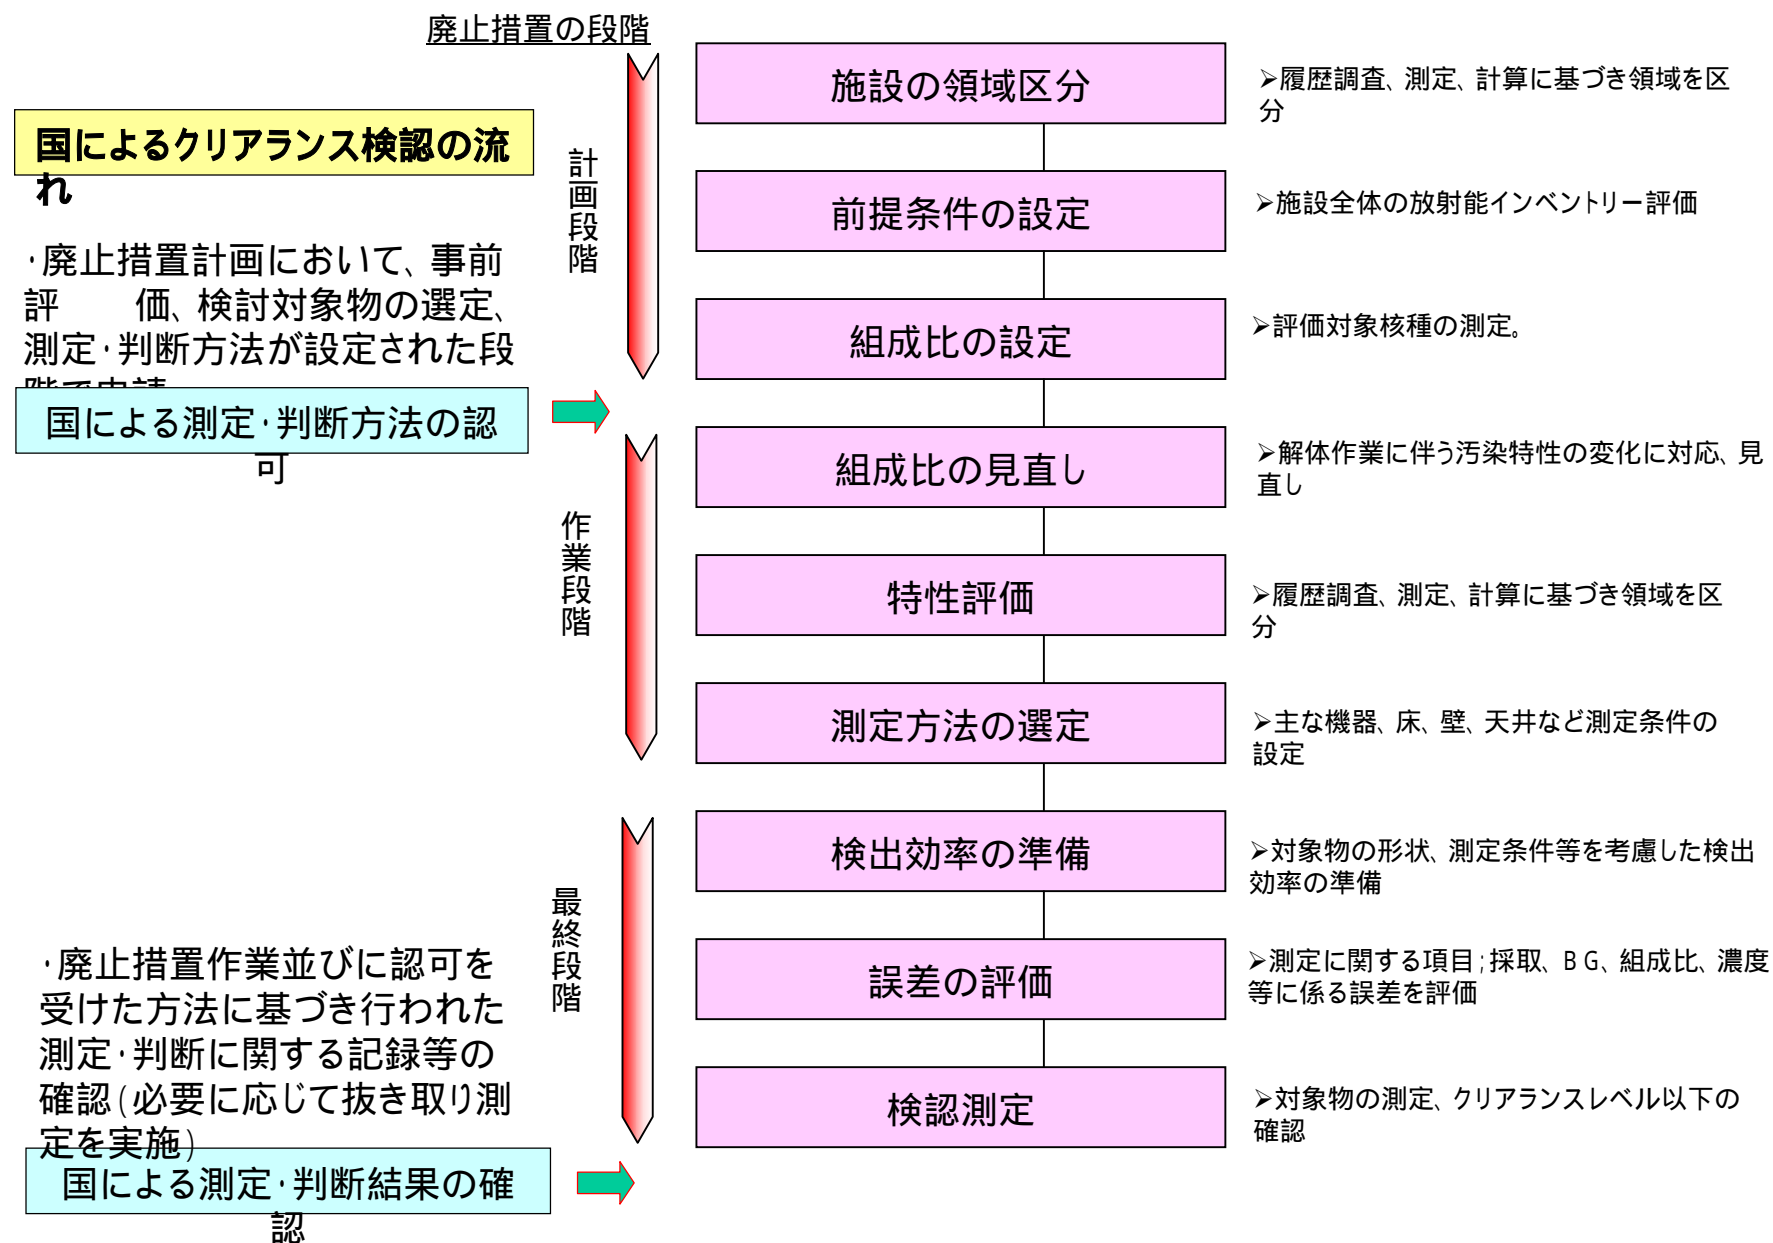 廃止措置の段階
国によるクリアランス検認の流
れ
・廃止措置計画において、事前
評　　価、検討対象物の選定、
測定・判断方法が設定された段
階で申請
国による測定・判断方法の認
可
・廃止措置作業並びに認可を
受けた方法に基づき行われた
測定・判断に関する記録等の
確認(必要に応じて抜き取り測
定を実施)
国による測定・判断結果の確
認
計画段階
作業段階
最終段階
施設の領域区分
➢履歴調査、測定、計算に基づき領域を区
分
前提条件の設定
➢施設全体の放射能インベントリー評価
組成比の設定
➢評価対象核種の測定。
組成比の見直し
➢解体作業に伴う汚染特性の変化に対応、見
直し
特性評価
➢履歴調査、測定、計算に基づき領域を区
分
測定方法の選定
➢主な機器、床、壁、天井など測定条件の
設定
検出効率の準備
➢対象物の形状、測定条件等を考慮した検出
効率の準備
誤差の評価
➢測定に関する項目;採取、BG、組成比、濃度
等に係る誤差を評価
検認測定
➢対象物の測定、クリアランスレベル以下の
確認